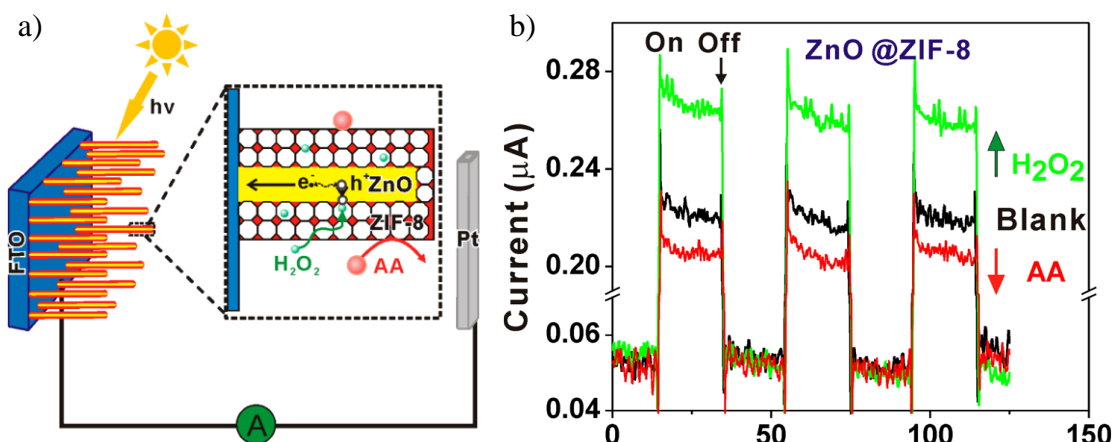 a)
hν
FTO
e⁻
h⁺
ZnO
ZIF-8
H₂O₂
AA
Pt
A
b)
Current (μA)
0.28
0.24
0.20
0.06
0.04
On Off
ZnO @ZIF-8
H₂O₂
Blank
AA
0 50 100 150